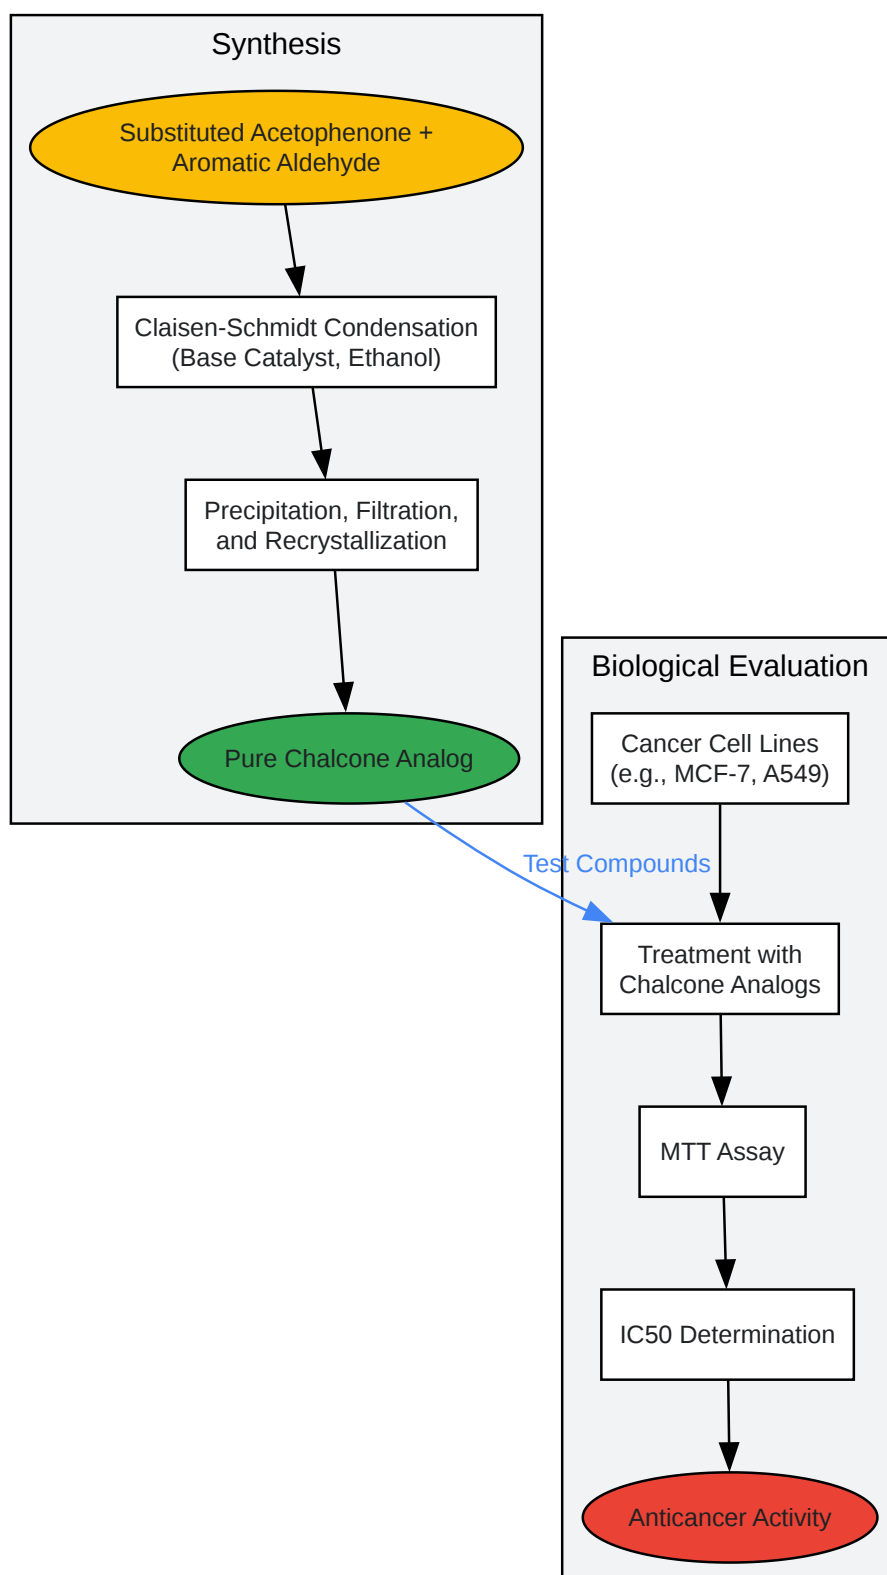 Synthesis
Substituted Acetophenone +
Aromatic Aldehyde
Claisen-Schmidt Condensation
(Base Catalyst, Ethanol)
Precipitation, Filtration,
and Recrystallization
Pure Chalcone Analog
Biological Evaluation
Cancer Cell Lines
(e.g., MCF-7, A549)
Test Compounds
Treatment with
Chalcone Analogs
MTT Assay
IC50 Determination
Anticancer Activity